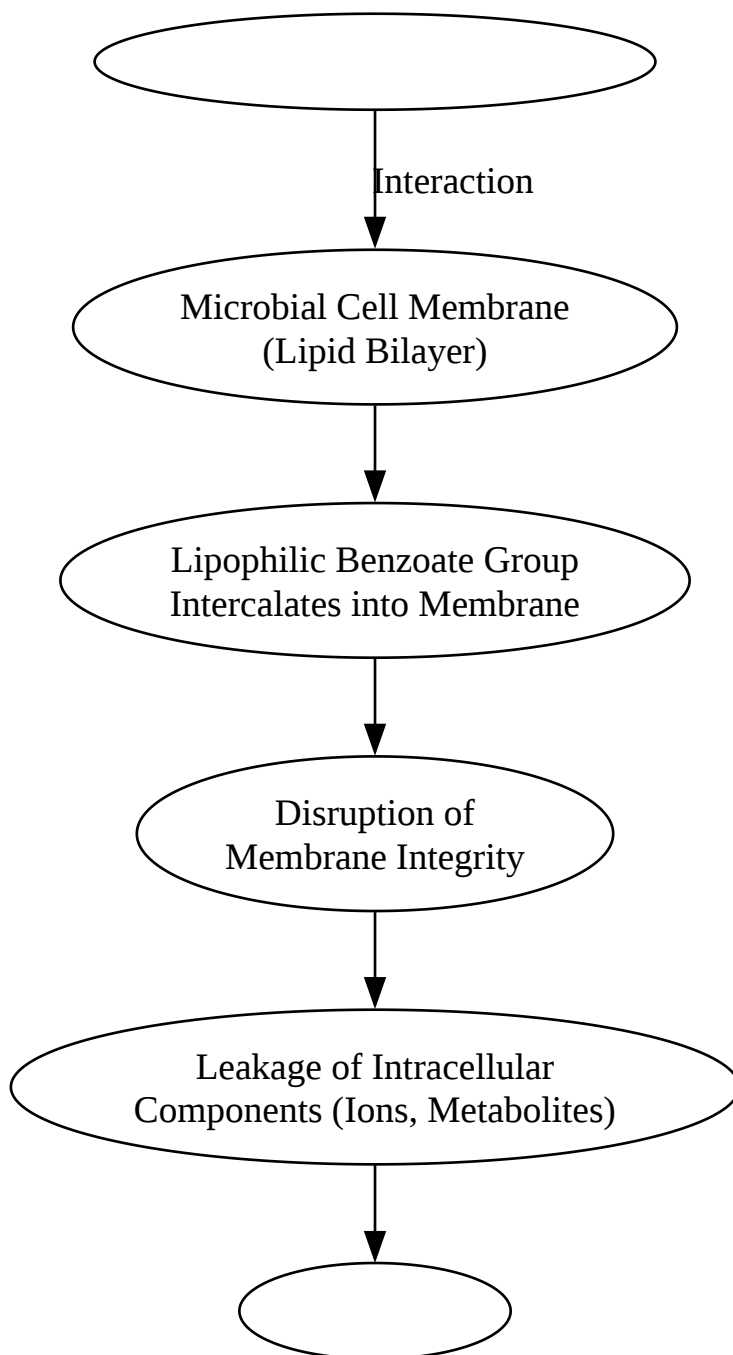 Interaction
Microbial Cell Membrane
(Lipid Bilayer)
Lipophilic Benzoate Group
Intercalates into Membrane
Disruption of
Membrane Integrity
Leakage of Intracellular
Components (Ions, Metabolites)